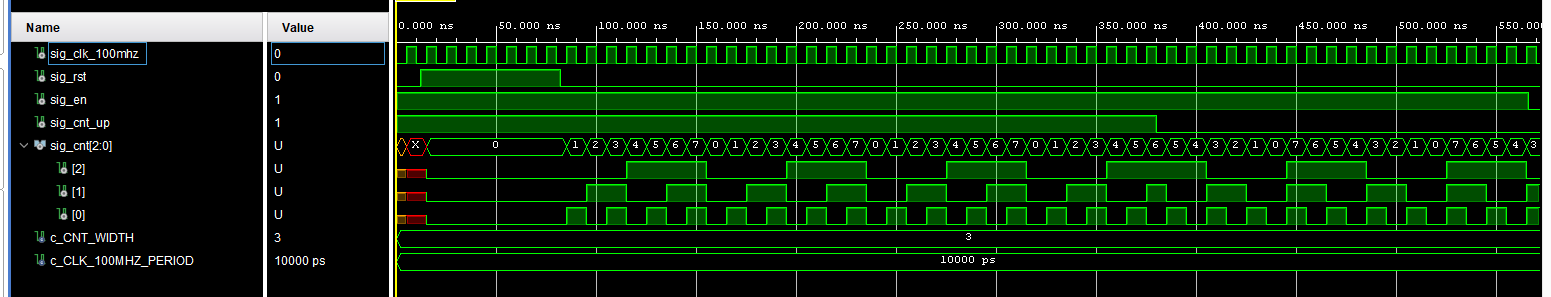 Name Value 0.000 ns 50.000 ns 100.000 ns 150.000 ns 200.000 ns 250.000 ns 300.000 ns 350.000 ns 400.000 ns 450.000 ns 500.000 ns 550.000
sig_clk_100mhz 0
sig_rst 0
sig_en 1
sig_cnt_up 1
sig_cnt[2:0] U X 0 1 2 3 4 5 6 7 0 1 2 3 4 5 6 7 0 1 2 3 4 5 6 7 0 1 2 3 4 5 6 5 4 3 2 1 0 7 6 5 4 3 2 1 0 7 6 5 4 3
[2] U
[1] U
[0] U
c_CNT_WIDTH 3 3
c_CLK_100MHZ_PERIOD 10000 ps 10000 ps